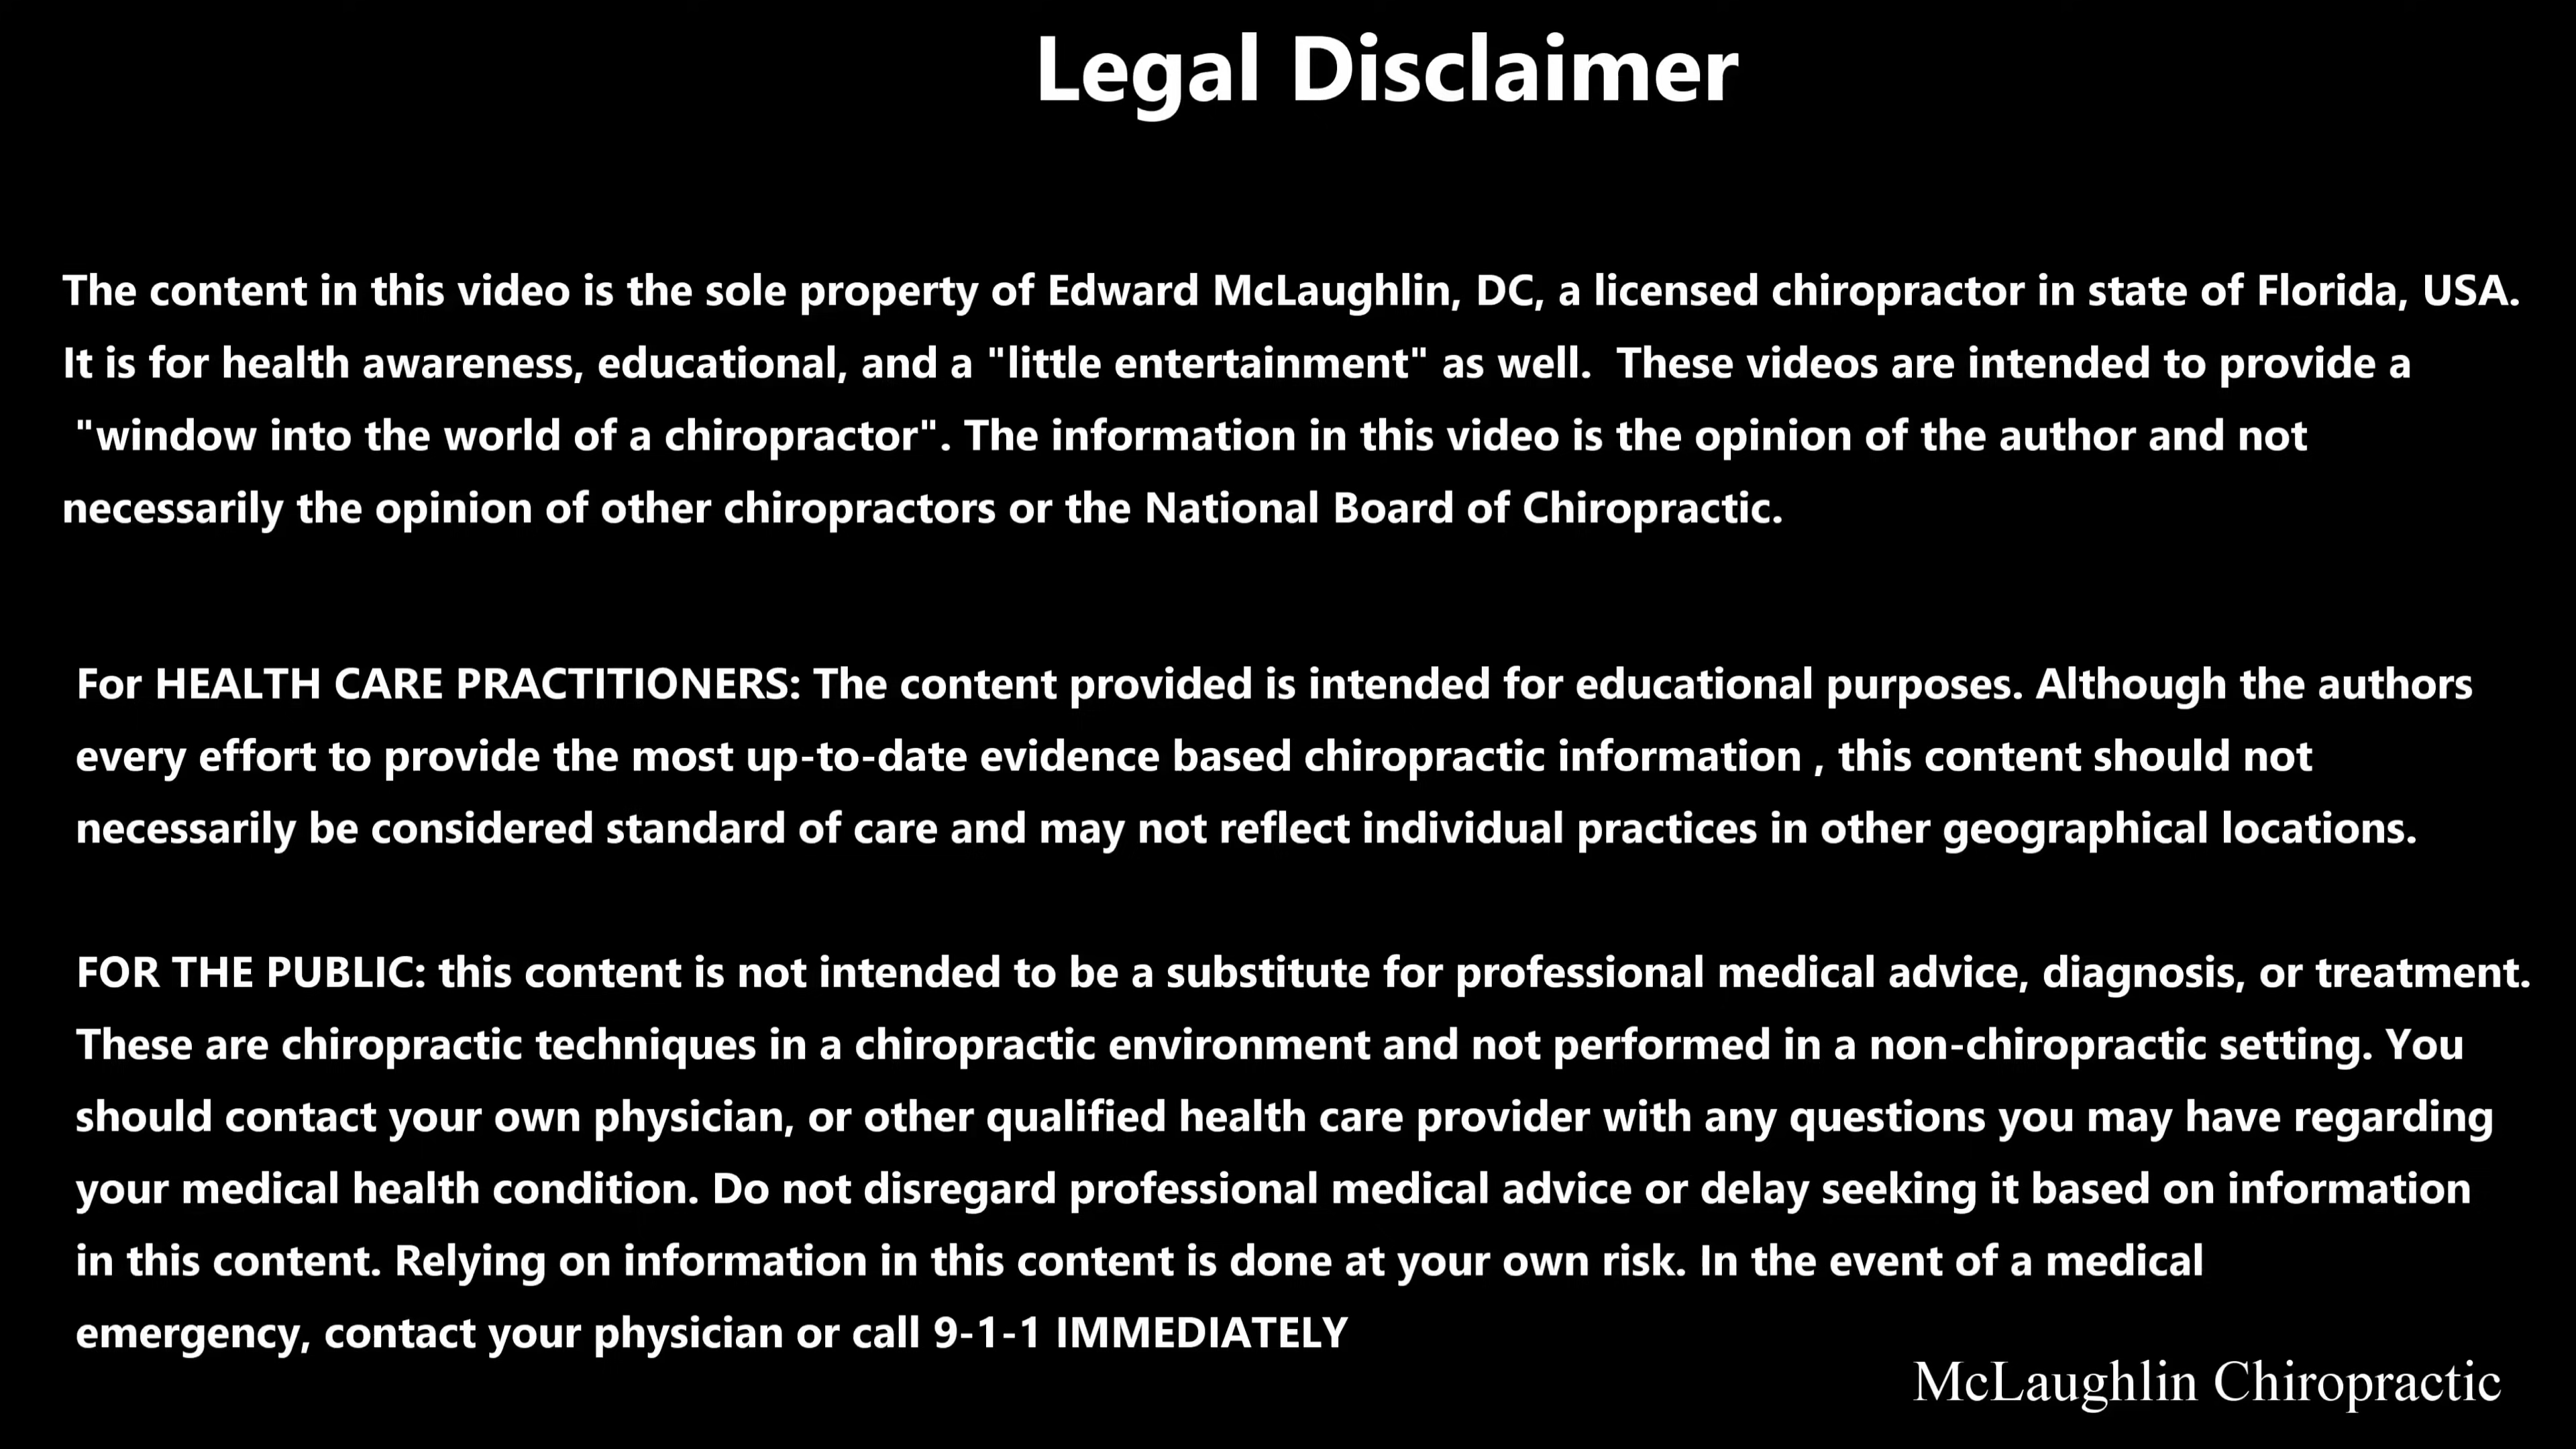 Legal Disclaimer
The content in this video is the sole property of Edward McLaughlin, DC, a licensed chiropractor in state of Florida, USA.
It is for health awareness, educational, and a "little entertainment" as well. These videos are intended to provide a
"window into the world of a chiropractor". The information in this video is the opinion of the author and not
necessarily the opinion of other chiropractors or the National Board of Chiropractic.
For HEALTH CARE PRACTITIONERS: The content provided is intended for educational purposes. Although the authors
every effort to provide the most up-to-date evidence based chiropractic information , this content should not
necessarily be considered standard of care and may not reflect individual practices in other geographical locations.
FOR THE PUBLIC: this content is not intended to be a substitute for professional medical advice, diagnosis, or treatment.
These are chiropractic techniques in a chiropractic environment and not performed in a non-chiropractic setting. You
should contact your own physician, or other qualified health care provider with any questions you may have regarding
your medical health condition. Do not disregard professional medical advice or delay seeking it based on information
in this content. Relying on information in this content is done at your own risk. In the event of a medical
emergency, contact your physician or call 9-1-1 IMMEDIATELY
McLaughlin Chiropractic